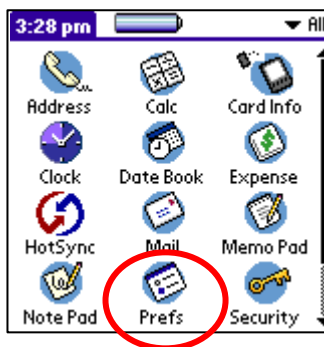 3:28 pm All
Address Calc Card Info
Clock Date Book Expense
HotSync Mail Memo Pad
Note Pad Prefs Security